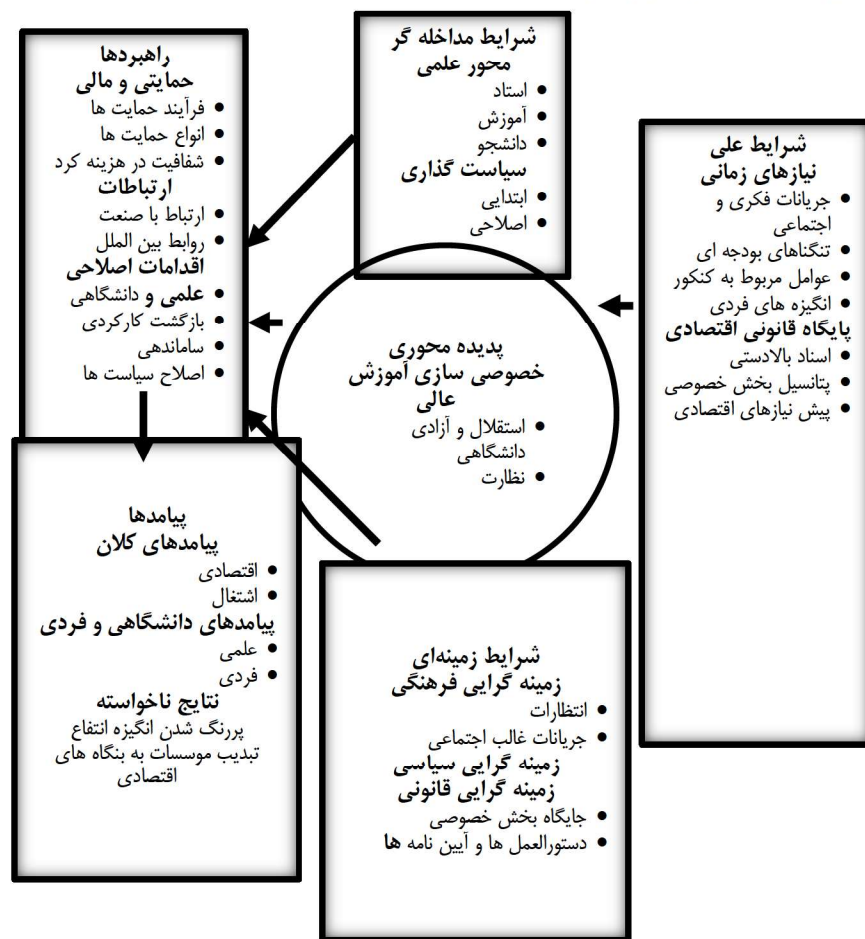 شرایط علی
نیازهای زمانی
• جریانات فکری و
اجتماعی
• تنگناهای بودجه ای
• عوامل مربوط به کنکور
• انگیزه های فردی
پایگاه قانونی اقتصادی
• اسناد بالادستی
• پتانسیل بخش خصوصی
• پیش نیازهای اقتصادی
شرایط مداخله گر
محور علمی
• استاد
• آموزش
• دانشجو
سیاست گذاری
• ابتدایی
• اصلاحی
پدیده محوری
خصوصی سازی آموزش
عالی
• استقلال و آزادی
دانشگاهی
• نظارت
شرایط زمینه‌ای
زمینه گرایی فرهنگی
• انتظارات
• جریانات غالب اجتماعی
زمینه گرایی سیاسی
زمینه گرایی قانونی
• جایگاه بخش خصوصی
• دستورالعمل ها و آیین نامه ها
راهبردها
حمایتی و مالی
• فرآیند حمایت ها
• انواع حمایت ها
• شفافیت در هزینه کرد
ارتباطات
• ارتباط با صنعت
• روابط بین الملل
اقدامات اصلاحی
• علمی و دانشگاهی
• بازگشت کارکردی
• ساماندهی
• اصلاح سیاست ها
پیامدها
پیامدهای کلان
• اقتصادی
• اشتغال
پیامدهای دانشگاهی و فردی
• علمی
• فردی
نتایج ناخواسته
پررنگ شدن انگیزه انتفاع
تبدیب موسسات به بنگاه های
اقتصادی